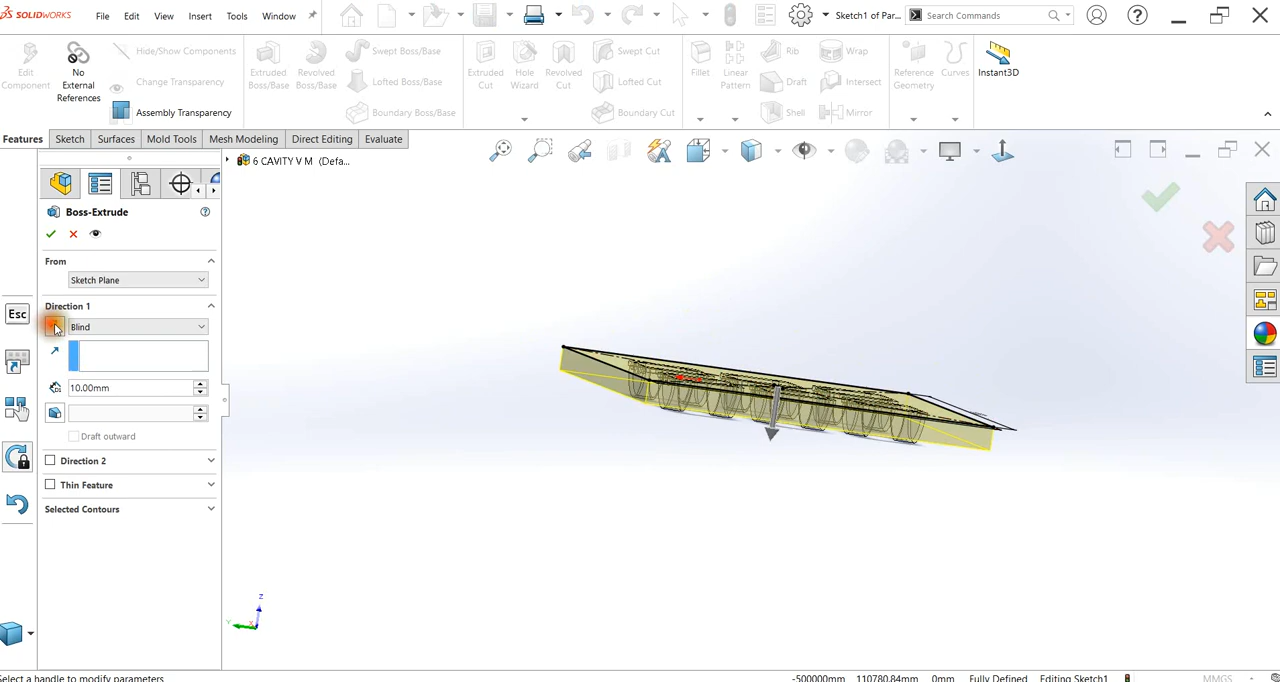 SOLIDWORKS File Edit View Insert Tools Window Sketch1 of Par... Search Commands
Edit Component
No External References
Hide/Show Components
Change Transparency
Assembly Transparency
Extruded Boss/Base
Revolved Boss/Base
Swept Boss/Base
Lofted Boss/Base
Boundary Boss/Base
Extruded Cut
Hole Wizard
Revolved Cut
Swept Cut
Lofted Cut
Boundary Cut
Fillet
Linear Pattern
Rib
Draft
Shell
Wrap
Intersect
Mirror
Reference Geometry
Curves
Instant3D
Features Sketch Surfaces Mold Tools Mesh Modeling Direct Editing Evaluate
6 CAVITY V M (Defa...
Boss-Extrude
From
Sketch Plane
Direction 1
Esc
Blind
10.00mm
Draft outward
Direction 2
Thin Feature
Selected Contours
Z
Y
Select a handle to modify parameters -500000mm 110780.84mm 0mm Fully Defined Editing Sketch1 MMGS